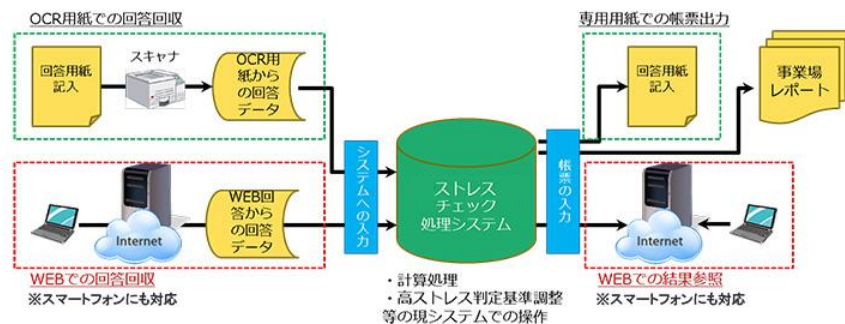 OCR用紙での回答回収
回答用紙
記入
スキャナ
OCR用
紙から
の回答
データ
Internet
WEB回
答から
の回答
データ
WEBでの回答回収
※スマートフォンにも対応
システムへの入力
ストレス
チェック
処理システム
・計算処理
・高ストレス判定基準調整
等の現システムでの操作
帳票の入力
専用用紙での帳票出力
回答用紙
記入
事業場
レポート
Internet
WEBでの結果参照
※スマートフォンにも対応